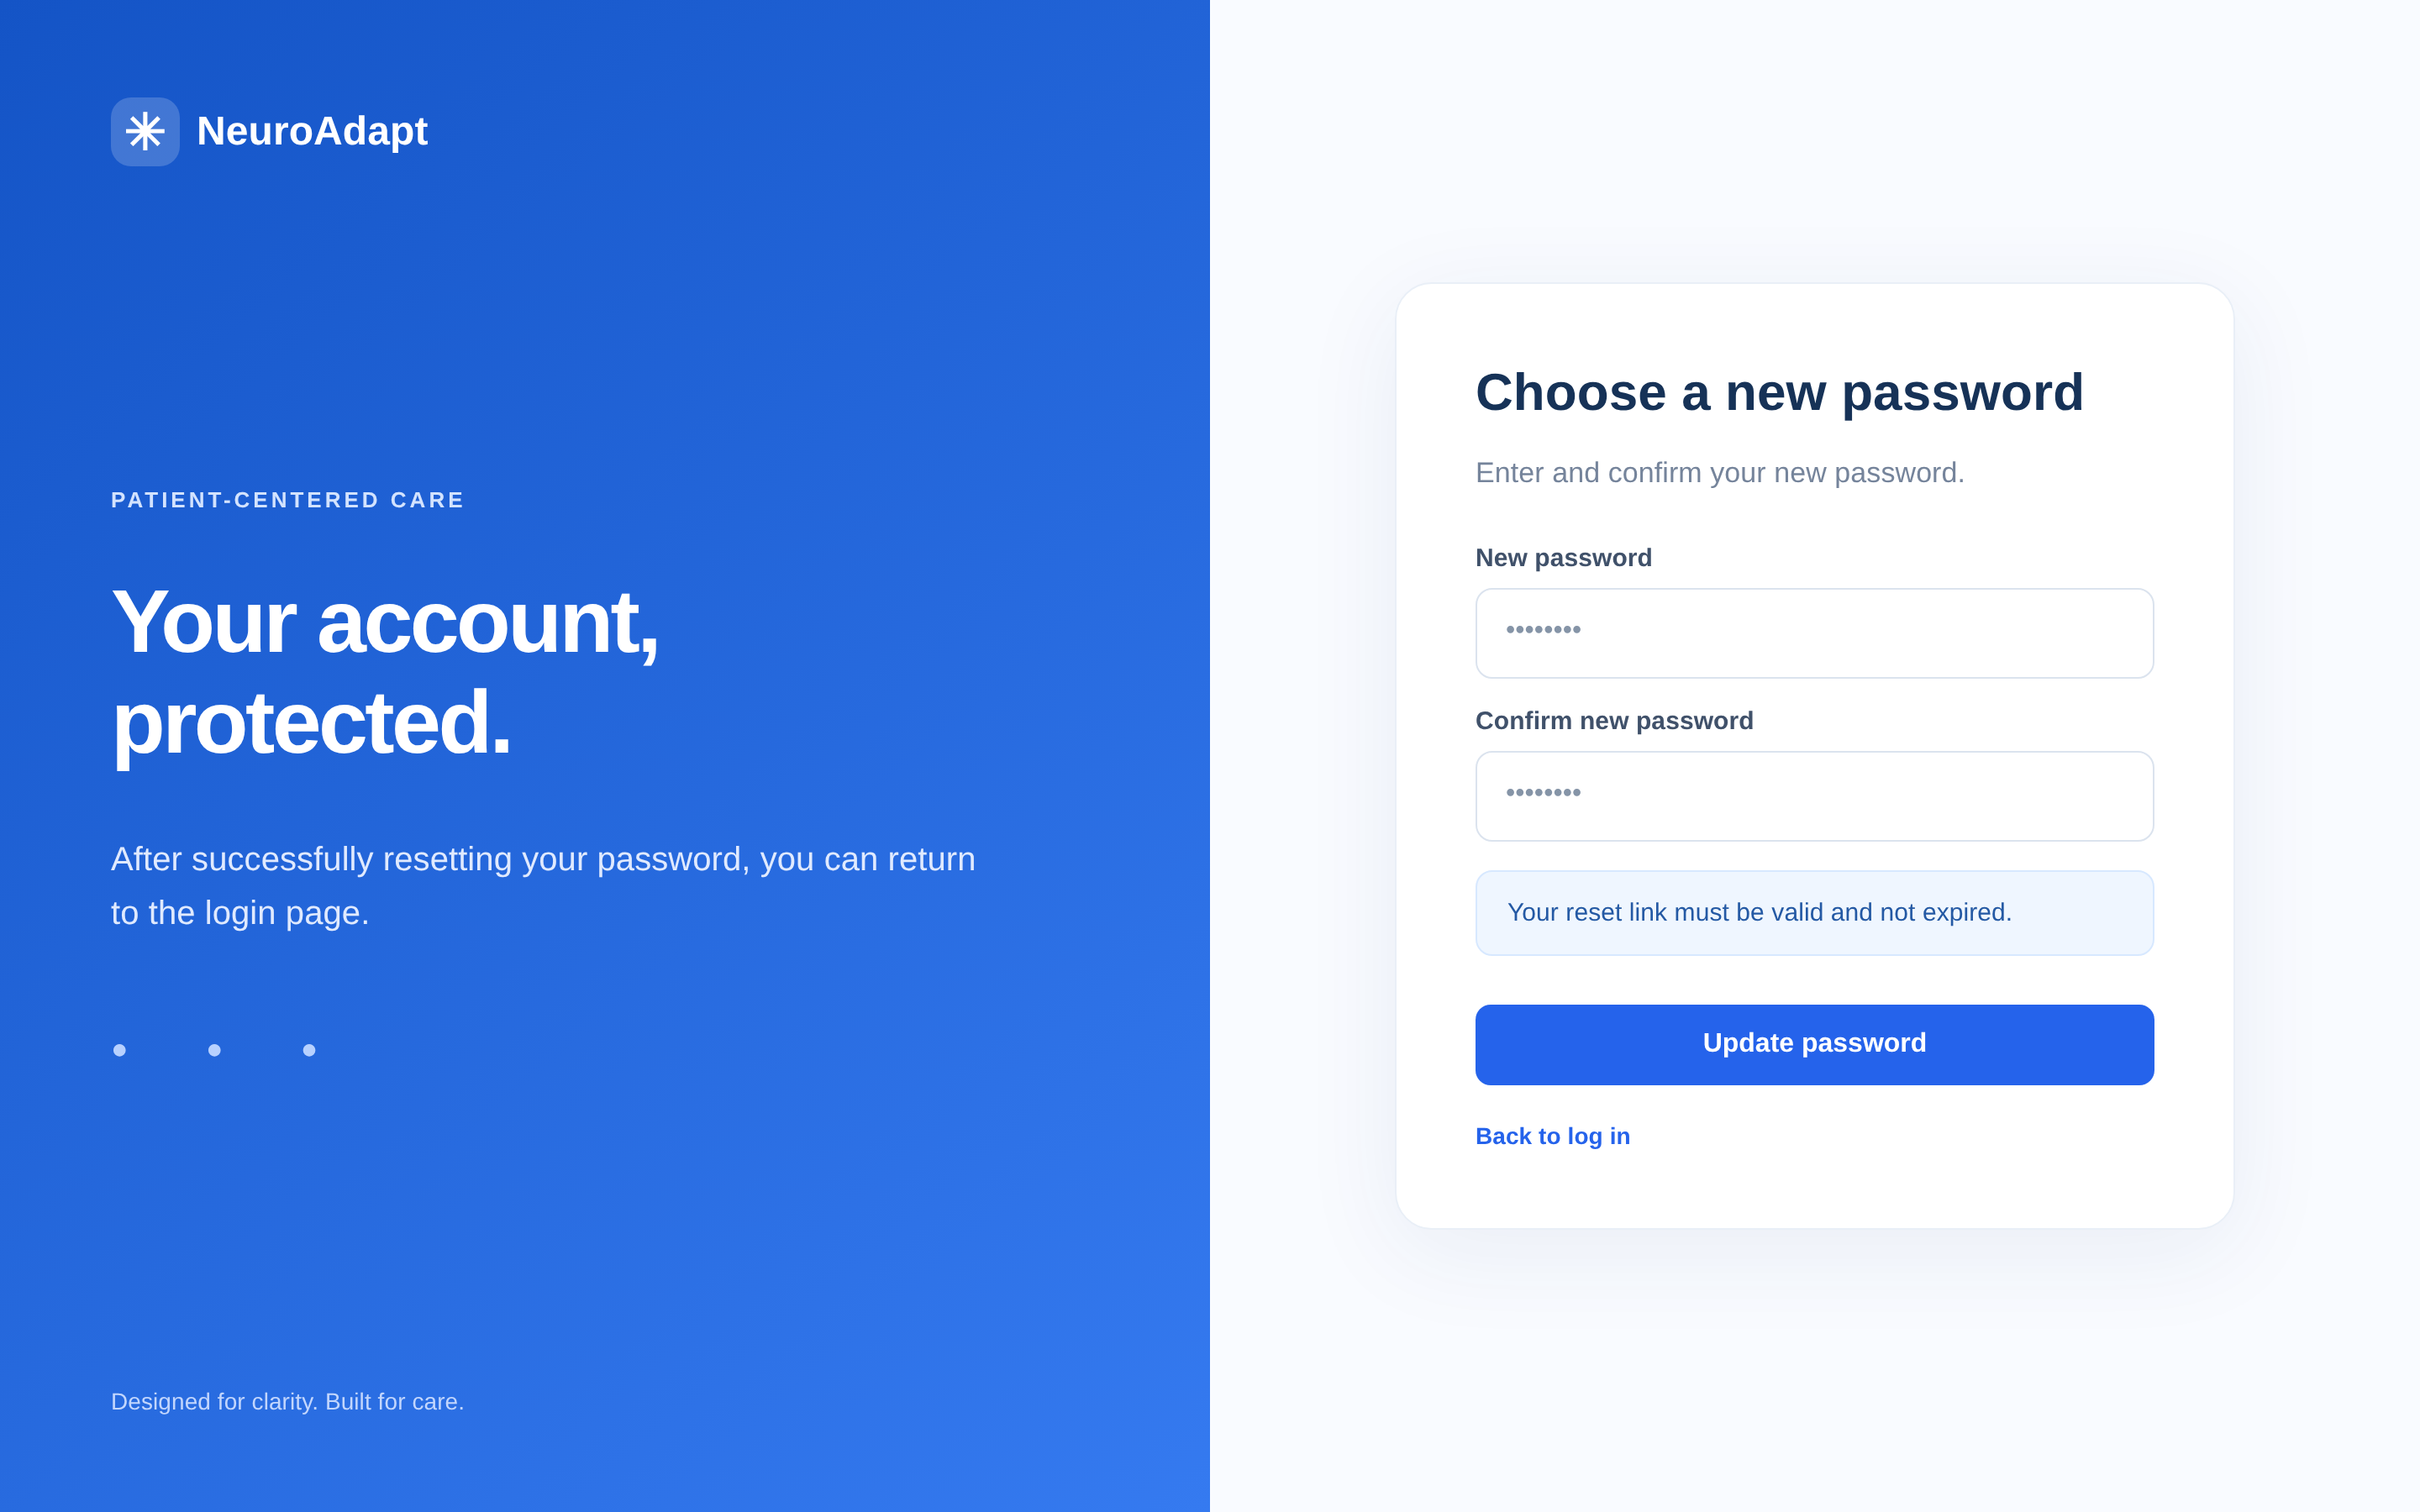 NeuroAdapt
PATIENT-CENTERED CARE
Your account,
protected.
After successfully resetting your password, you can return
to the login page.
Designed for clarity. Built for care.
Choose a new password
Enter and confirm your new password.
New password
••••••••
Confirm new password
••••••••
Your reset link must be valid and not expired.
Update password
Back to log in